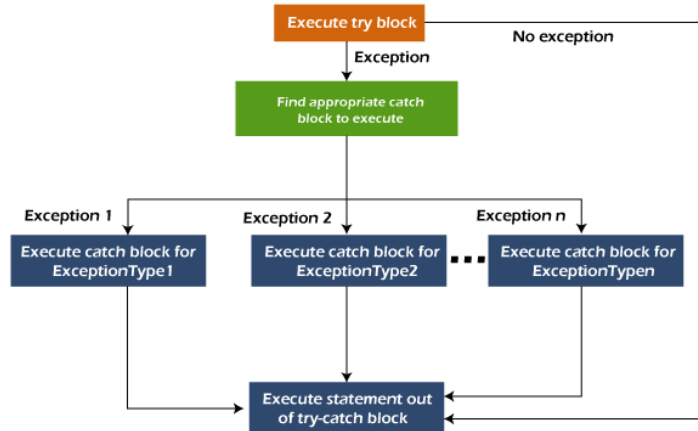 Execute try block
No exception
Exception
Find appropriate catch
block to execute
Exception 1
Exception 2
Exception n
Execute catch block for
ExceptionType1
Execute catch block for
ExceptionType2
Execute catch block for
ExceptionTypen
Execute statement out
of try-catch block